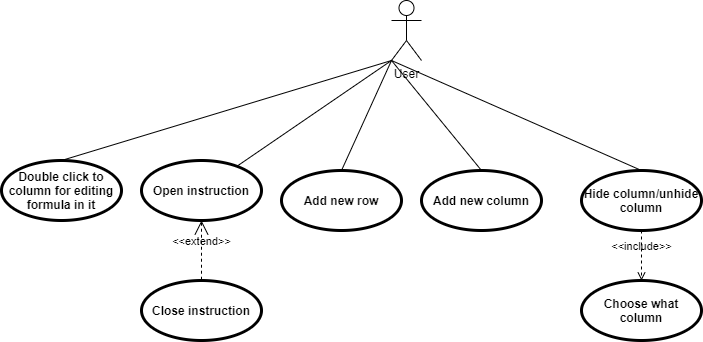 User
Double click to
column for editing
formula in it
Open instruction
Add new row
Add new column
Hide column/unhide
column
<<extend>>
<<include>>
Close instruction
Choose what
column